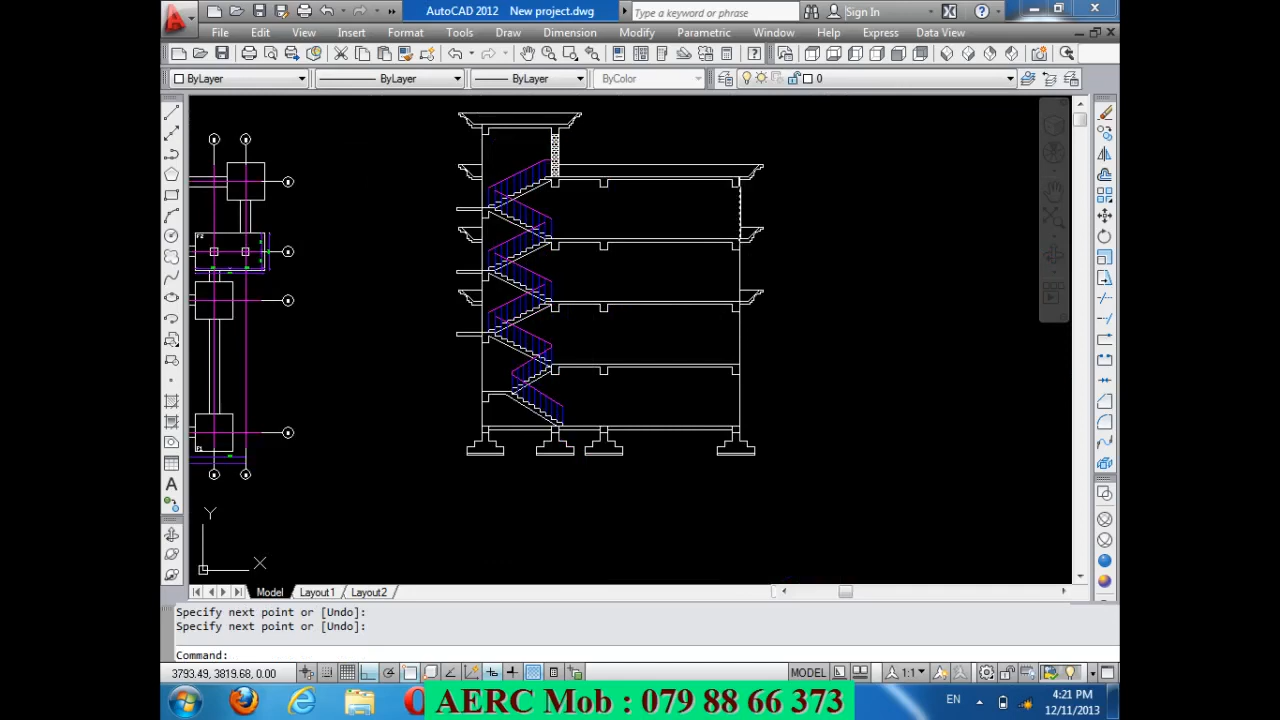 AutoCAD 2012 New project.dwg
Type a keyword or phrase
Sign In
File Edit View Insert Format Tools Draw Dimension Modify Parametric Window Help Express Data View
ByLayer ByLayer ByLayer ByColor 0
F2
F1
Y
X
Model Layout1 Layout2
Specify next point or [Undo]:
Specify next point or [Undo]:
Command:
3793.49, 3819.68, 0.00 MODEL 1:1
AERC Mob : 079 88 66 373
EN
4:21 PM
12/11/2013